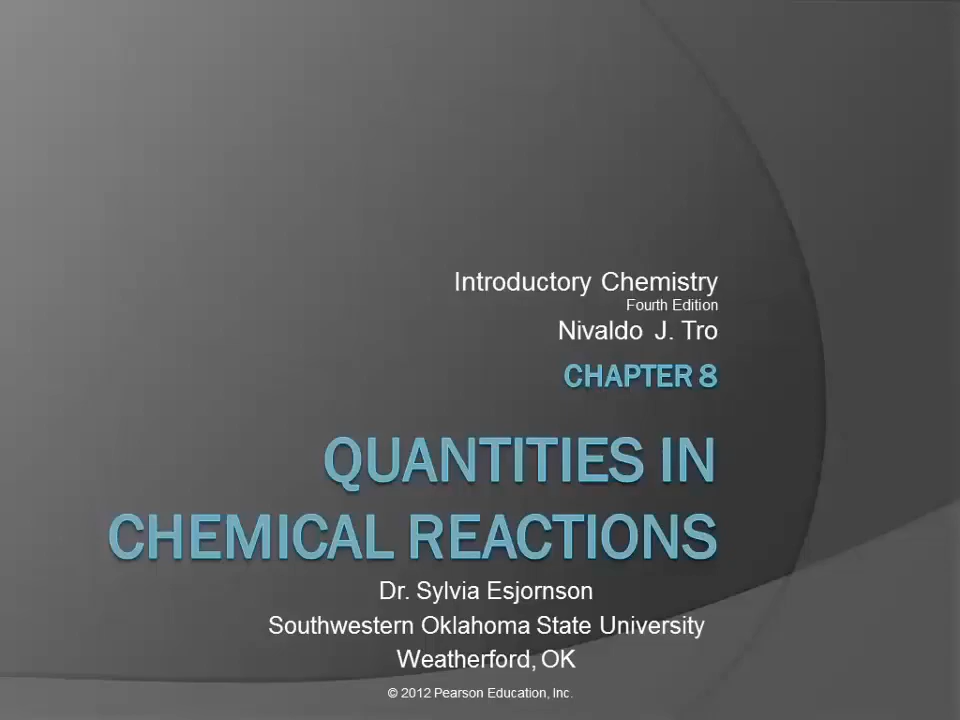 Introductory Chemistry
Fourth Edition
Nivaldo J. Tro
CHAPTER 8
QUANTITIES IN
CHEMICAL REACTIONS
Dr. Sylvia Esjornson
Southwestern Oklahoma State University
Weatherford, OK
© 2012 Pearson Education, Inc.